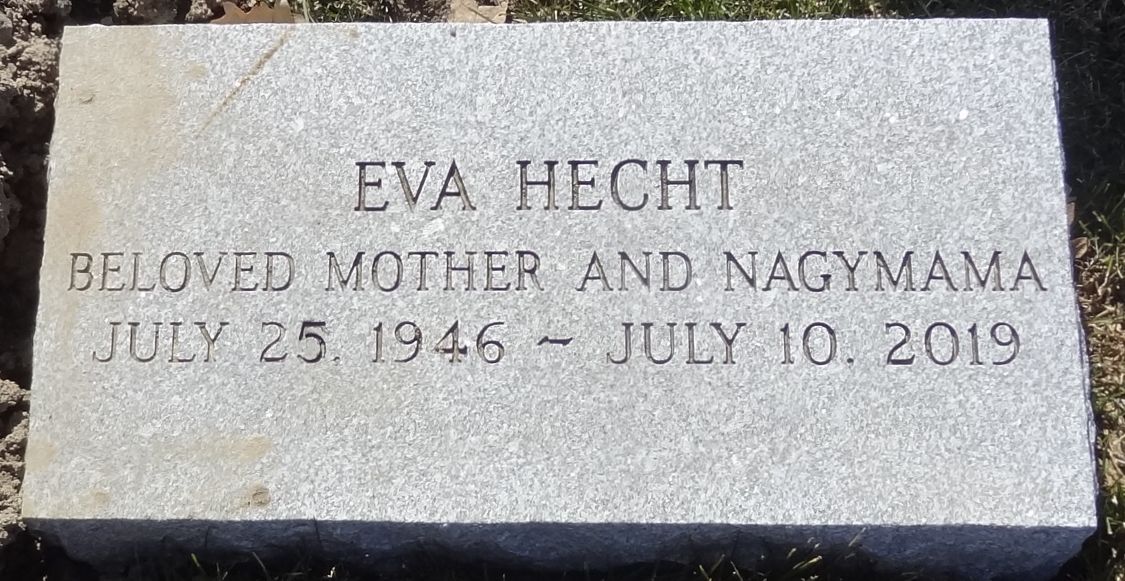 EVA HECHT
BELOVED MOTHER AND NAGYMAMA
JULY 25, 1946 ~ JULY 10, 2019